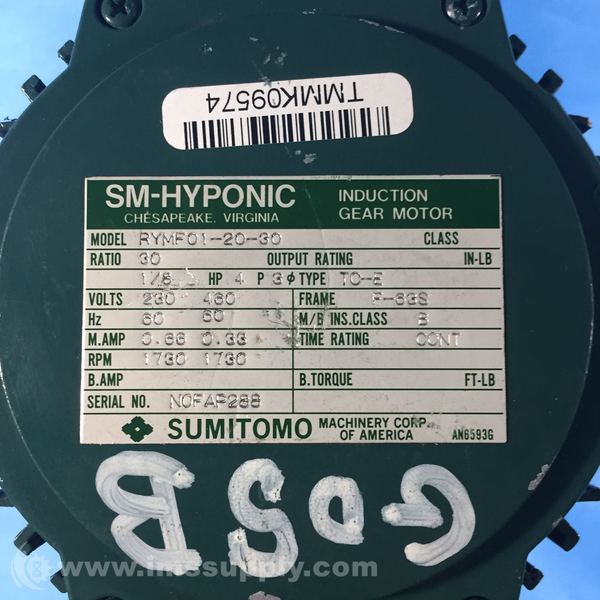 TMMK09574
SM-HYPONIC INDUCTION GEAR MOTOR
CHESAPEAKE, VIRGINIA
MODEL RYMF01-20-30 CLASS
RATIO 30 OUTPUT RATING IN-LB
1/8 HP 4 P 3 φ TYPE TO-E
VOLTS 230 460 FRAME F-63S
Hz 60 60 M/B INS.CLASS B
M.AMP 0.66 0.33 TIME RATING CONT
RPM 1730 1730
B.AMP B.TORQUE FT-LB
SERIAL NO. NOFAP288
SUMITOMO MACHINERY CORP. OF AMERICA AN6593G
G05B
www.imssupply.com